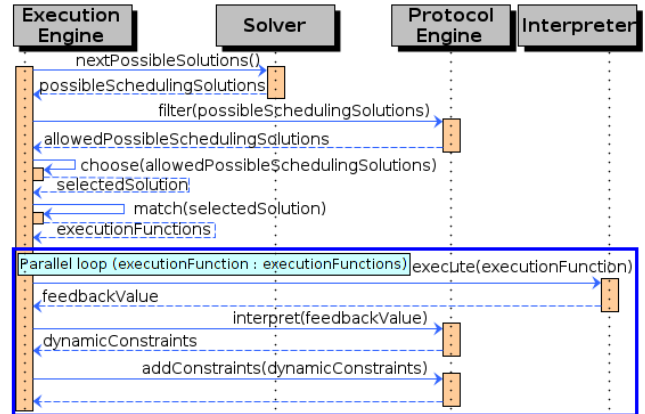 Execution
Engine
Solver
Protocol
Engine
Interpreter
nextPossibleSolutions()
possibleSchedulingSolutions
filter(possibleSchedulingSolutions)
allowedPossibleSchedulingSolutions
choose(allowedPossibleSchedulingSolutions)
selectedSolution
match(selectedSolution)
executionFunctions
Parallel loop (executionFunction : executionFunctions)
execute(executionFunction)
feedbackValue
interpret(feedbackValue)
dynamicConstraints
addConstraints(dynamicConstraints)